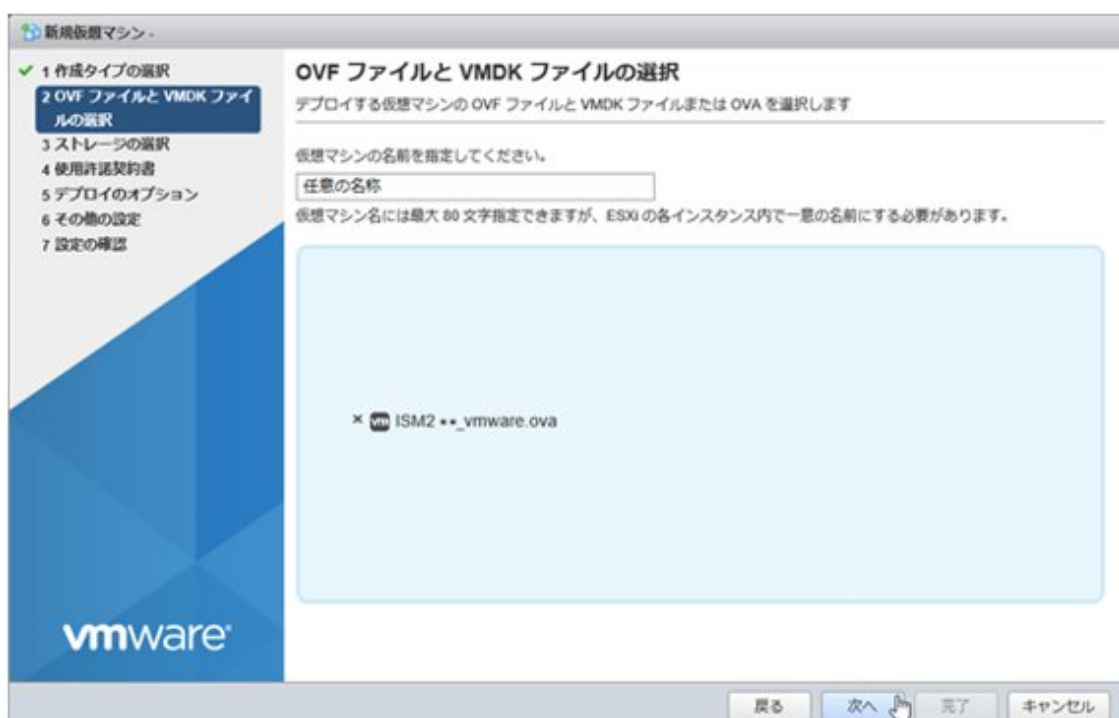 新規仮想マシン -
1 作成タイプの選択
2 OVF ファイルと VMDK ファイ
ルの選択
3 ストレージの選択
4 使用許諾契約書
5 デプロイのオプション
6 その他の設定
7 設定の確認
OVF ファイルと VMDK ファイルの選択
デプロイする仮想マシンの OVF ファイルと VMDK ファイルまたは OVA を選択します
仮想マシンの名前を指定してください。
任意の名称
仮想マシン名には最大 80 文字指定できますが、ESXi の各インスタンス内で一意の名前にする必要があります。
× vm ISM2 **_vmware.ova
vmware
戻る 次へ 完了 キャンセル